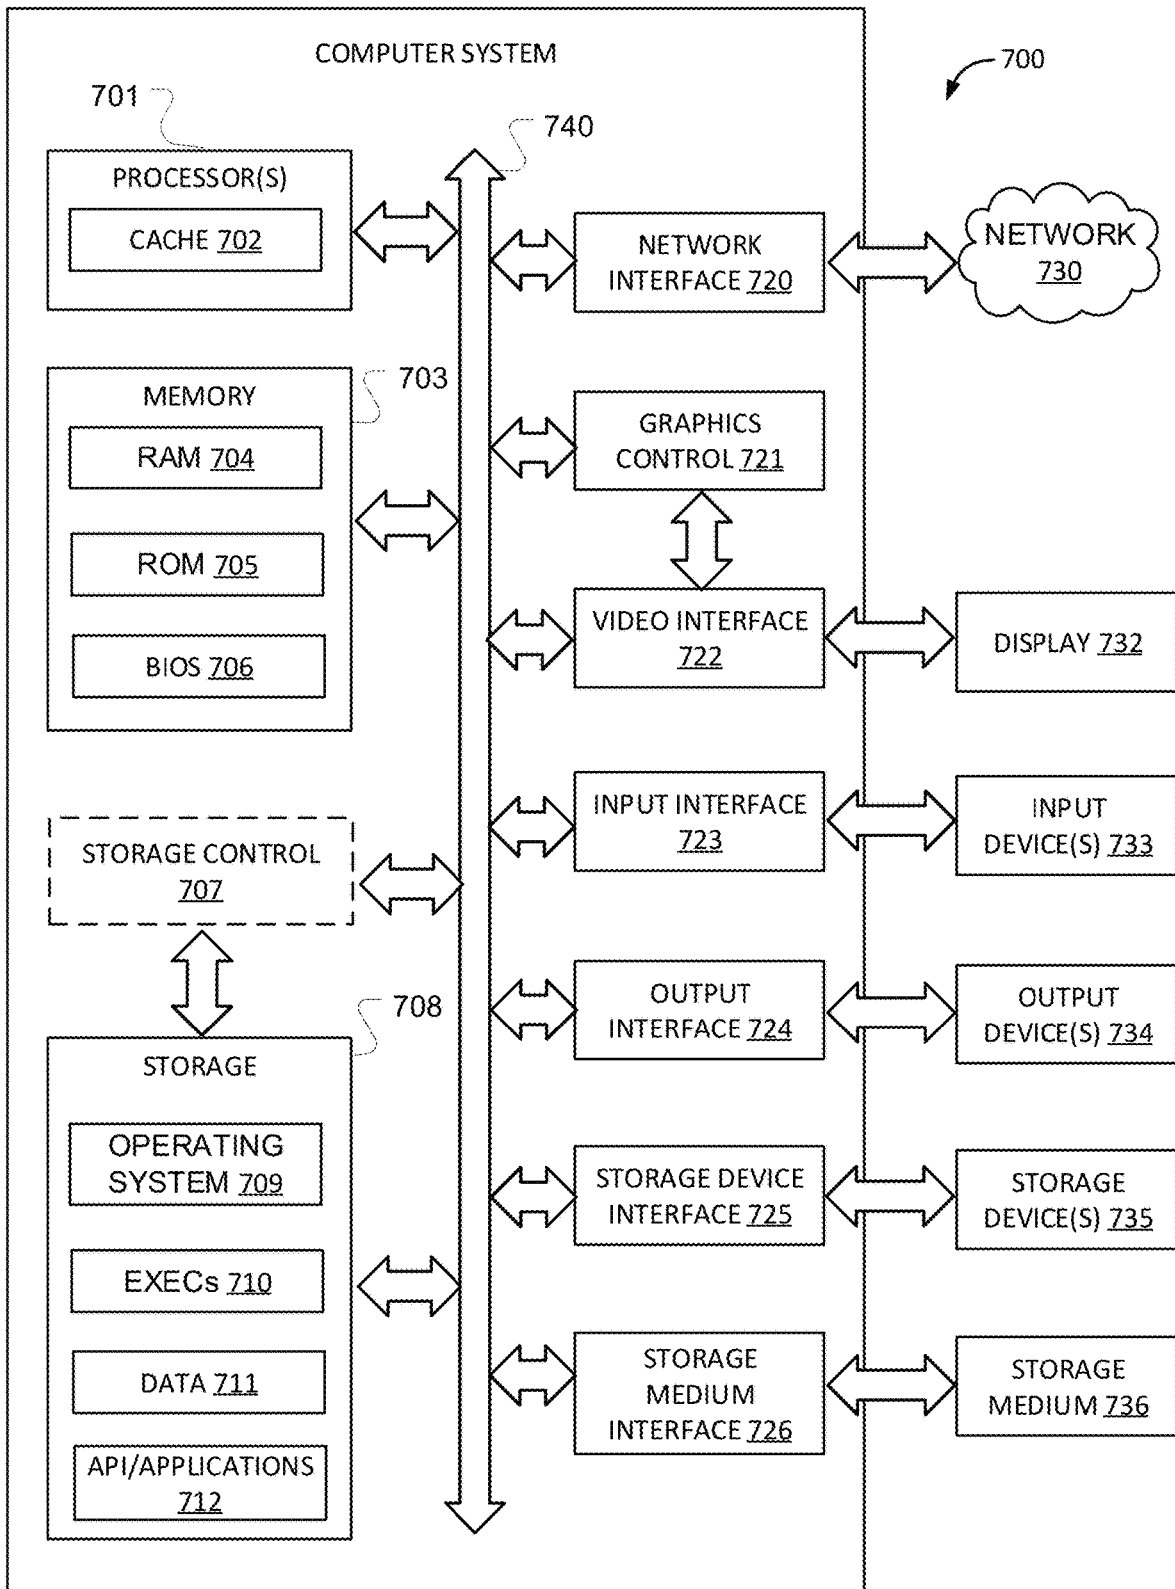 COMPUTER SYSTEM
700
701
740
PROCESSOR(S)
CACHE 702
NETWORK
INTERFACE 720
NETWORK
730
703
MEMORY
RAM 704
ROM 705
BIOS 706
GRAPHICS
CONTROL 721
VIDEO INTERFACE
722
DISPLAY 732
STORAGE CONTROL
707
INPUT INTERFACE
723
INPUT
DEVICE(S) 733
708
STORAGE
OPERATING
SYSTEM 709
EXECs 710
DATA 711
API/APPLICATIONS
712
OUTPUT
INTERFACE 724
OUTPUT
DEVICE(S) 734
STORAGE DEVICE
INTERFACE 725
STORAGE
DEVICE(S) 735
STORAGE
MEDIUM
INTERFACE 726
STORAGE
MEDIUM 736